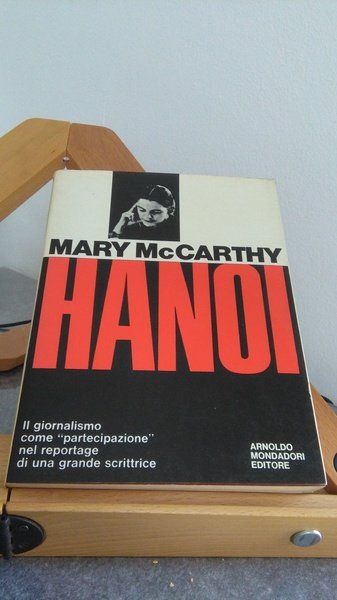 MARY McCARTHY
HANOI
Il giornalismo
come "partecipazione"
nel reportage
di una grande scrittrice
ARNOLDO
MONDADORI
EDITORE